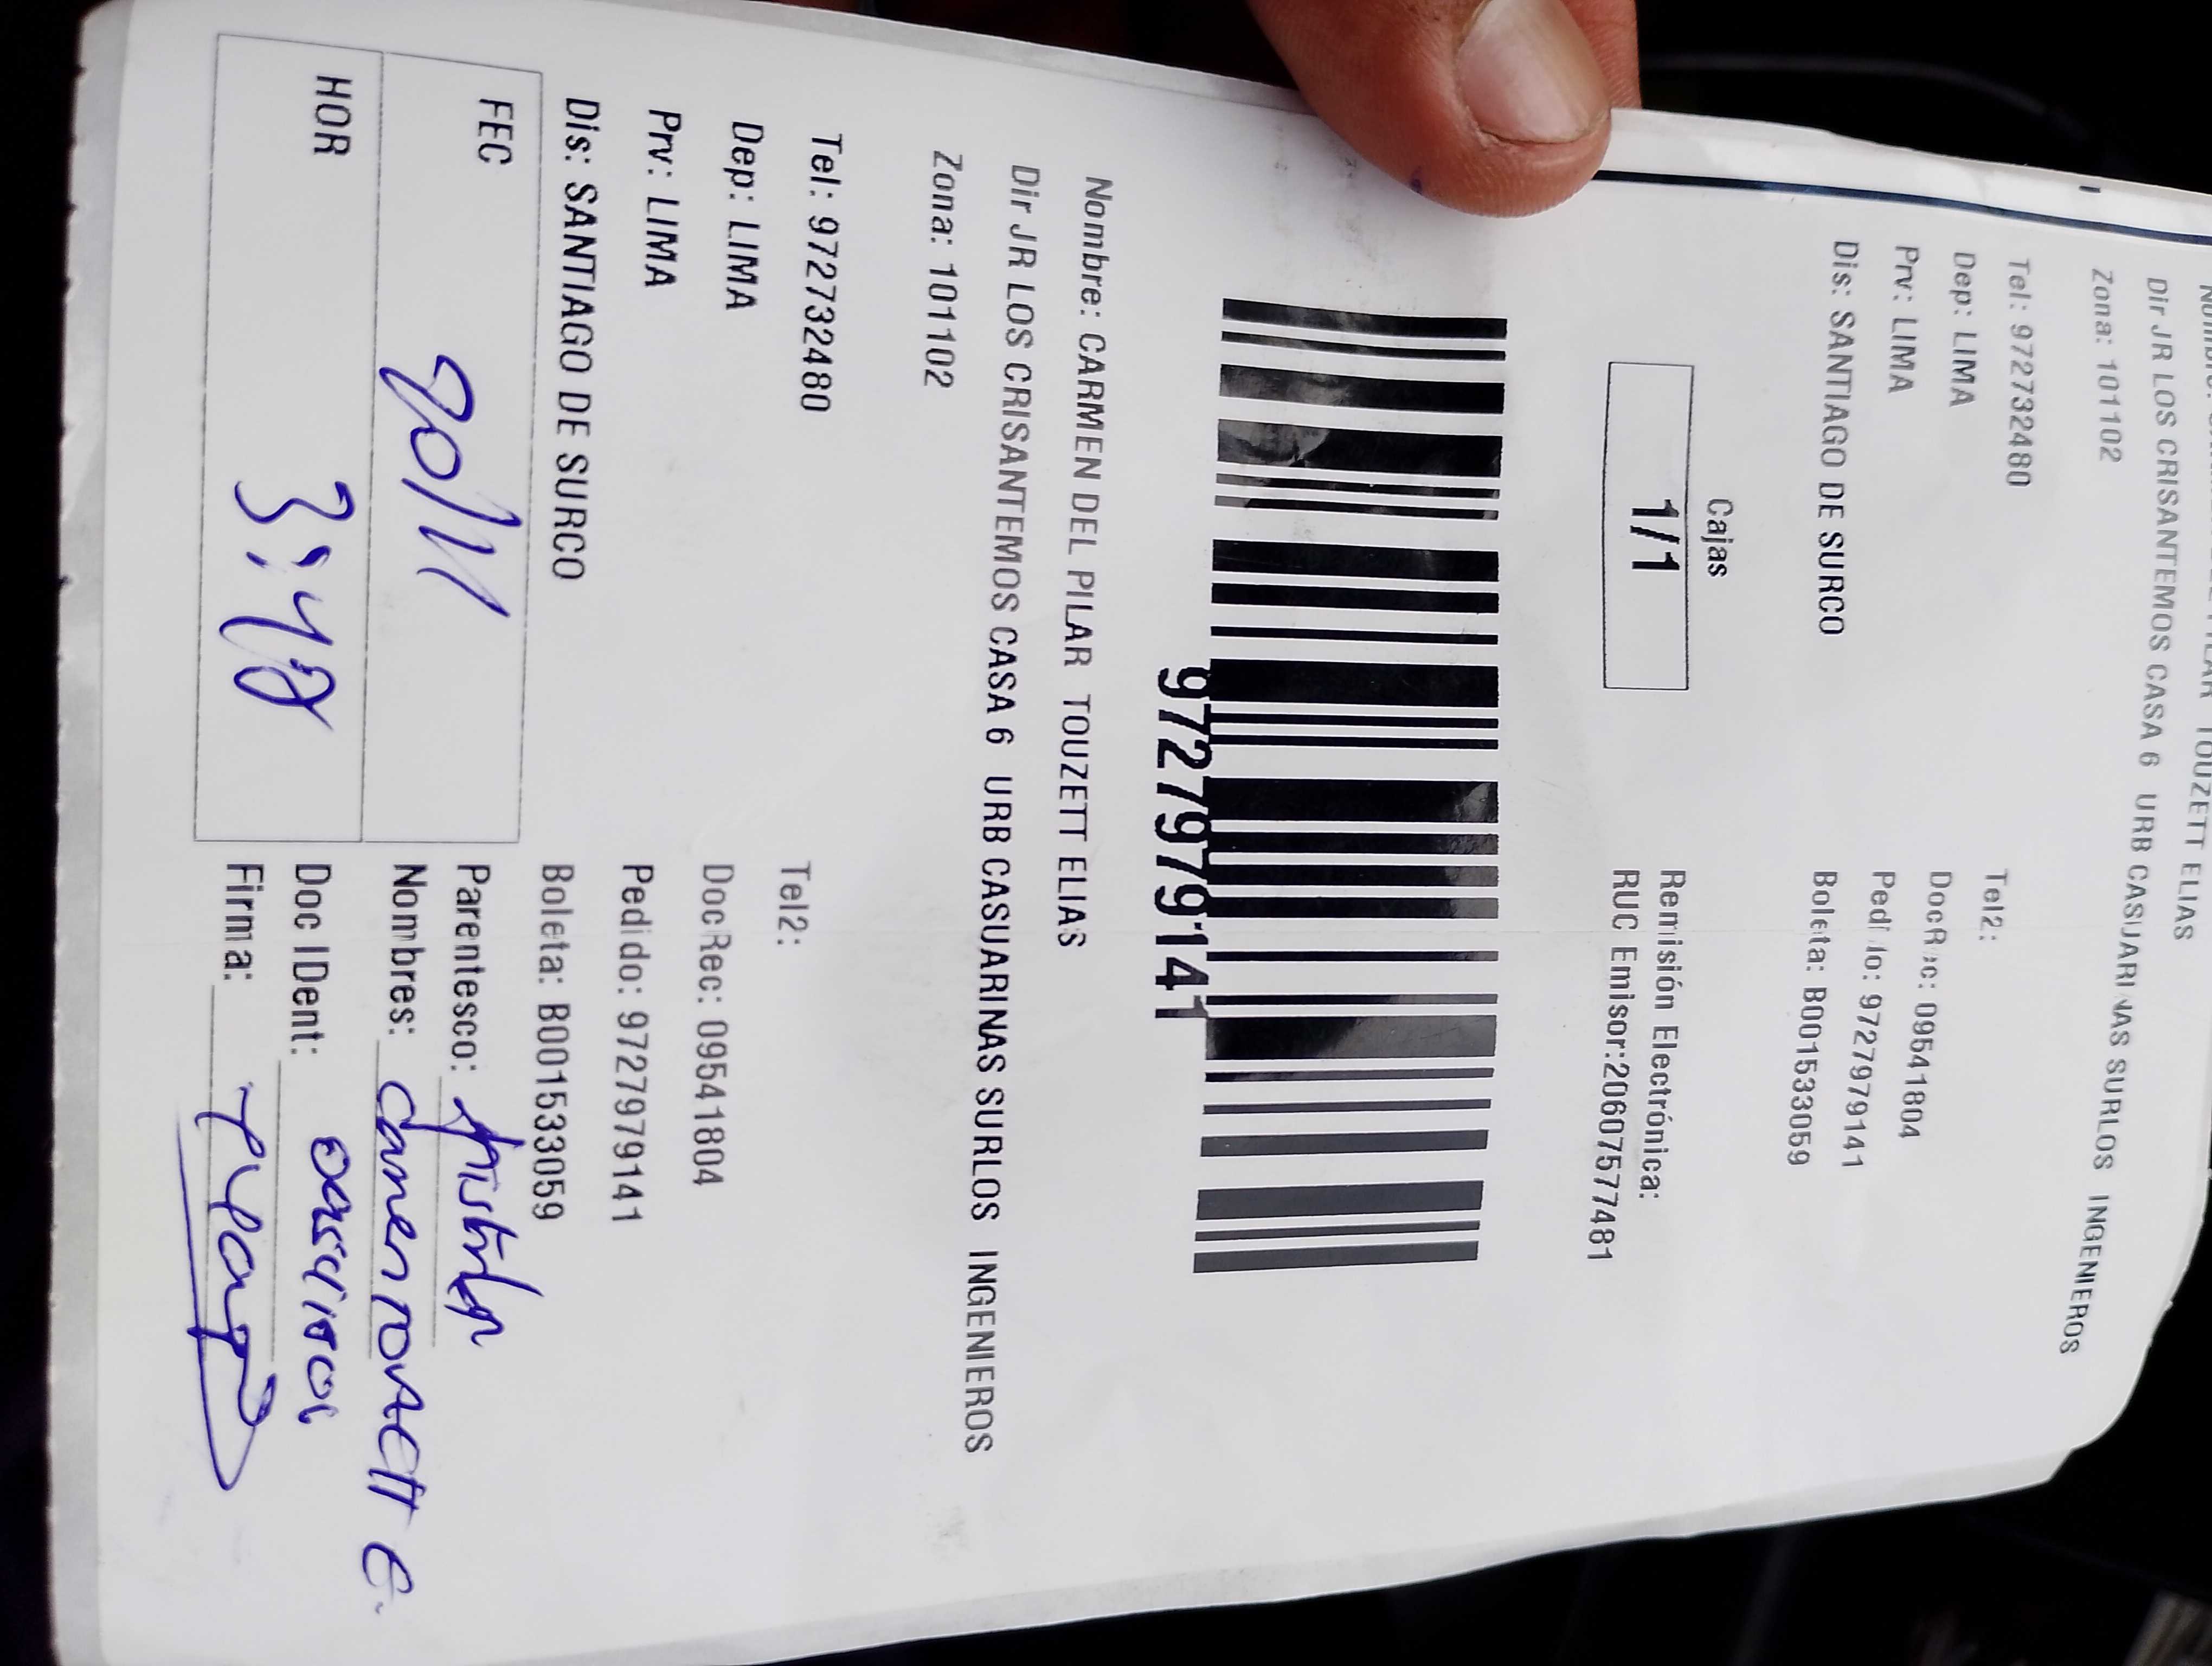 TOUZETT ELIAS
Dir JR LOS CRISANTEMOS CASA 6 URB CASUARINAS SURLOS INGENIEROS
Zona: 101102
Tel: 972732480 Tel2:
Dep: LIMA DocRec: 09541804
Prv: LIMA Pedido: 9727979141
Dis: SANTIAGO DE SURCO Boleta: B001533059
Cajas
1/1
Remisión Electrónica:
RUC Emisor:20607577481
9727979141
Nombre: CARMEN DEL PILAR TOUZETT ELIAS
Dir JR LOS CRISANTEMOS CASA 6 URB CASUARINAS SURLOS INGENIEROS
Zona: 101102
Tel: 972732480 Tel2:
Dep: LIMA DocRec: 09541804
Prv: LIMA Pedido: 9727979141
Dis: SANTIAGO DE SURCO Boleta: B001533059
FEC Parentesco:
Nombres: Carmen Touzett E.
HOR 3:48 Doc IDent:
Firma: